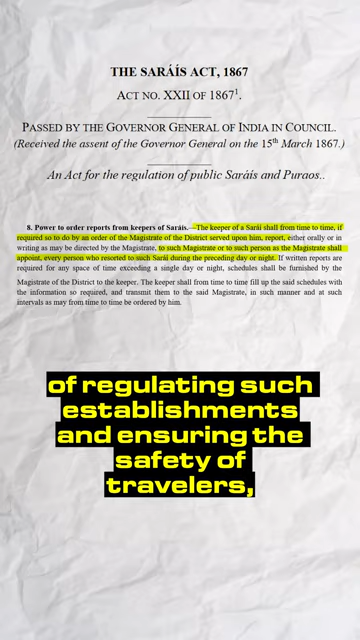 THE SARÁÍS ACT, 1867
ACT NO. XXII OF 1867¹.
PASSED BY THE GOVERNOR GENERAL OF INDIA IN COUNCIL.
(Received the assent of the Governor General on the 15th March 1867.)
An Act for the regulation of public Saráís and Puraos..
8. Power to order reports from keepers of Saráís.—The keeper of a Saráí shall from time to time, if
required so to do by an order of the Magistrate of the District served upon him, report, either orally or in
writing as may be directed by the Magistrate, to such Magistrate or to such person as the Magistrate shall
appoint, every person who resorted to such Saráí during the preceding day or night. If written reports are
required for any space of time exceeding a single day or night, schedules shall be furnished by the
Magistrate of the District to the keeper. The keeper shall from time to time fill up the said schedules with
the information so required, and transmit them to the said Magistrate, in such manner and at such
intervals as may from time to time be ordered by him.
of regulating such
establishments
and ensuring the
safety of
travelers,